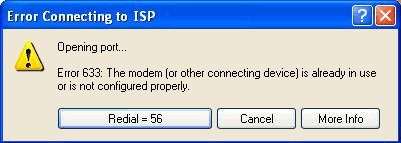 Error Connecting to ISP
Opening port...
Error 633: The modem (or other connecting device) is already in use
or is not configured properly.
Redial = 56
Cancel
More Info